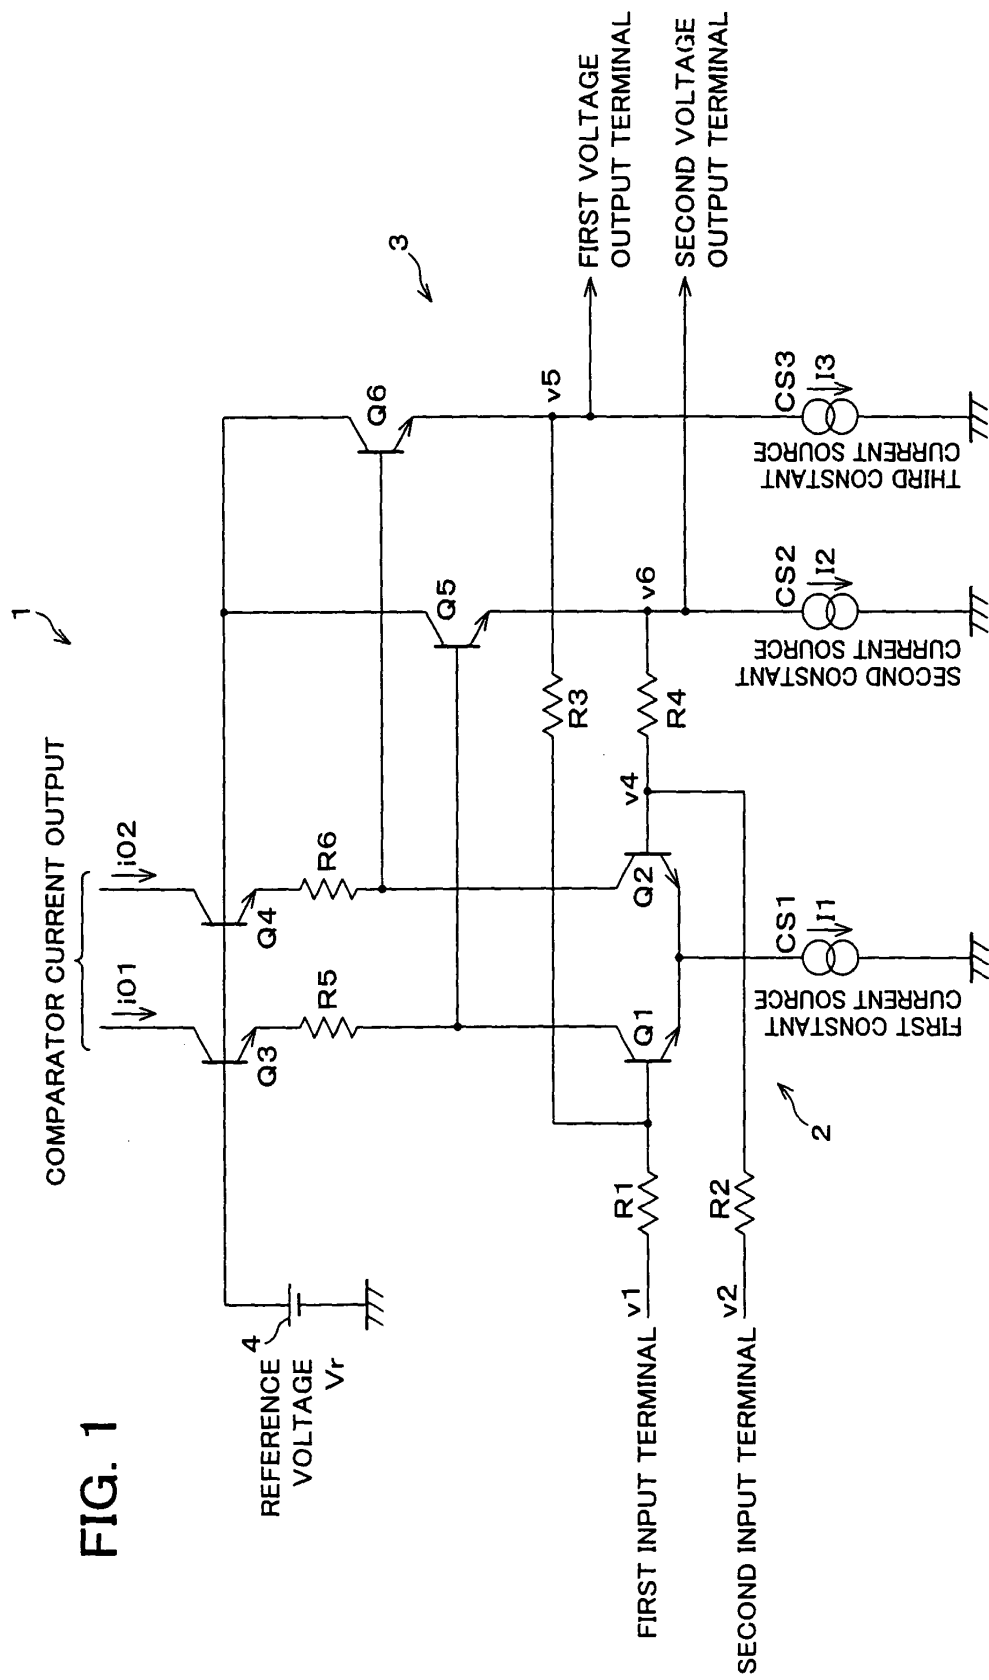 FIG. 1
1
COMPARATOR CURRENT OUTPUT
iO1
iO2
REFERENCE
VOLTAGE
Vr
4
Q3
Q4
R5
R6
Q5
Q6
3
FIRST INPUT TERMINAL
v1
R1
Q1
Q2
v4
R3
R4
v6
v5
FIRST VOLTAGE
OUTPUT TERMINAL
SECOND VOLTAGE
OUTPUT TERMINAL
SECOND INPUT TERMINAL
v2
R2
2
FIRST CONSTANT
CURRENT SOURCE
CS1
I1
SECOND CONSTANT
CURRENT SOURCE
CS2
I2
THIRD CONSTANT
CURRENT SOURCE
CS3
I3